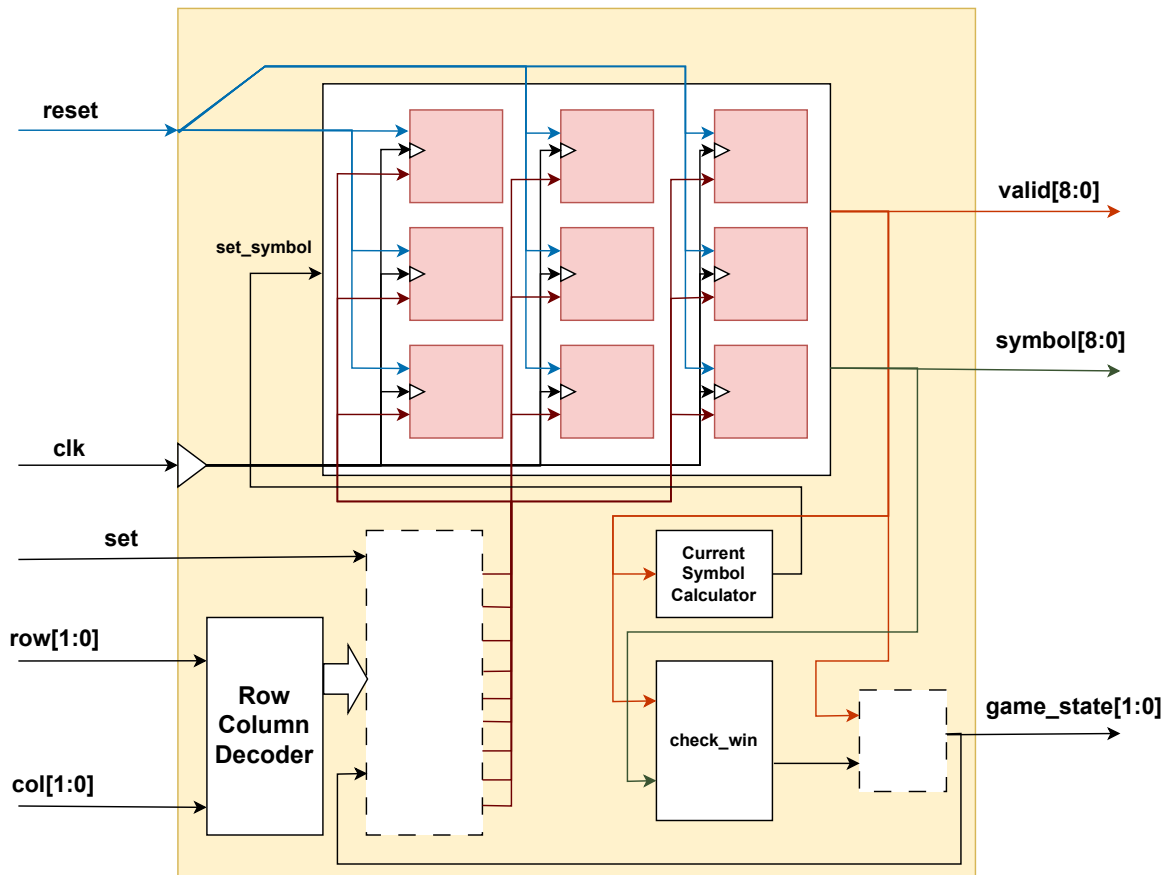 reset
valid[8:0]
set_symbol
symbol[8:0]
clk
set
Current
Symbol
Calculator
row[1:0]
Row
Column
Decoder
check_win
game_state[1:0]
col[1:0]